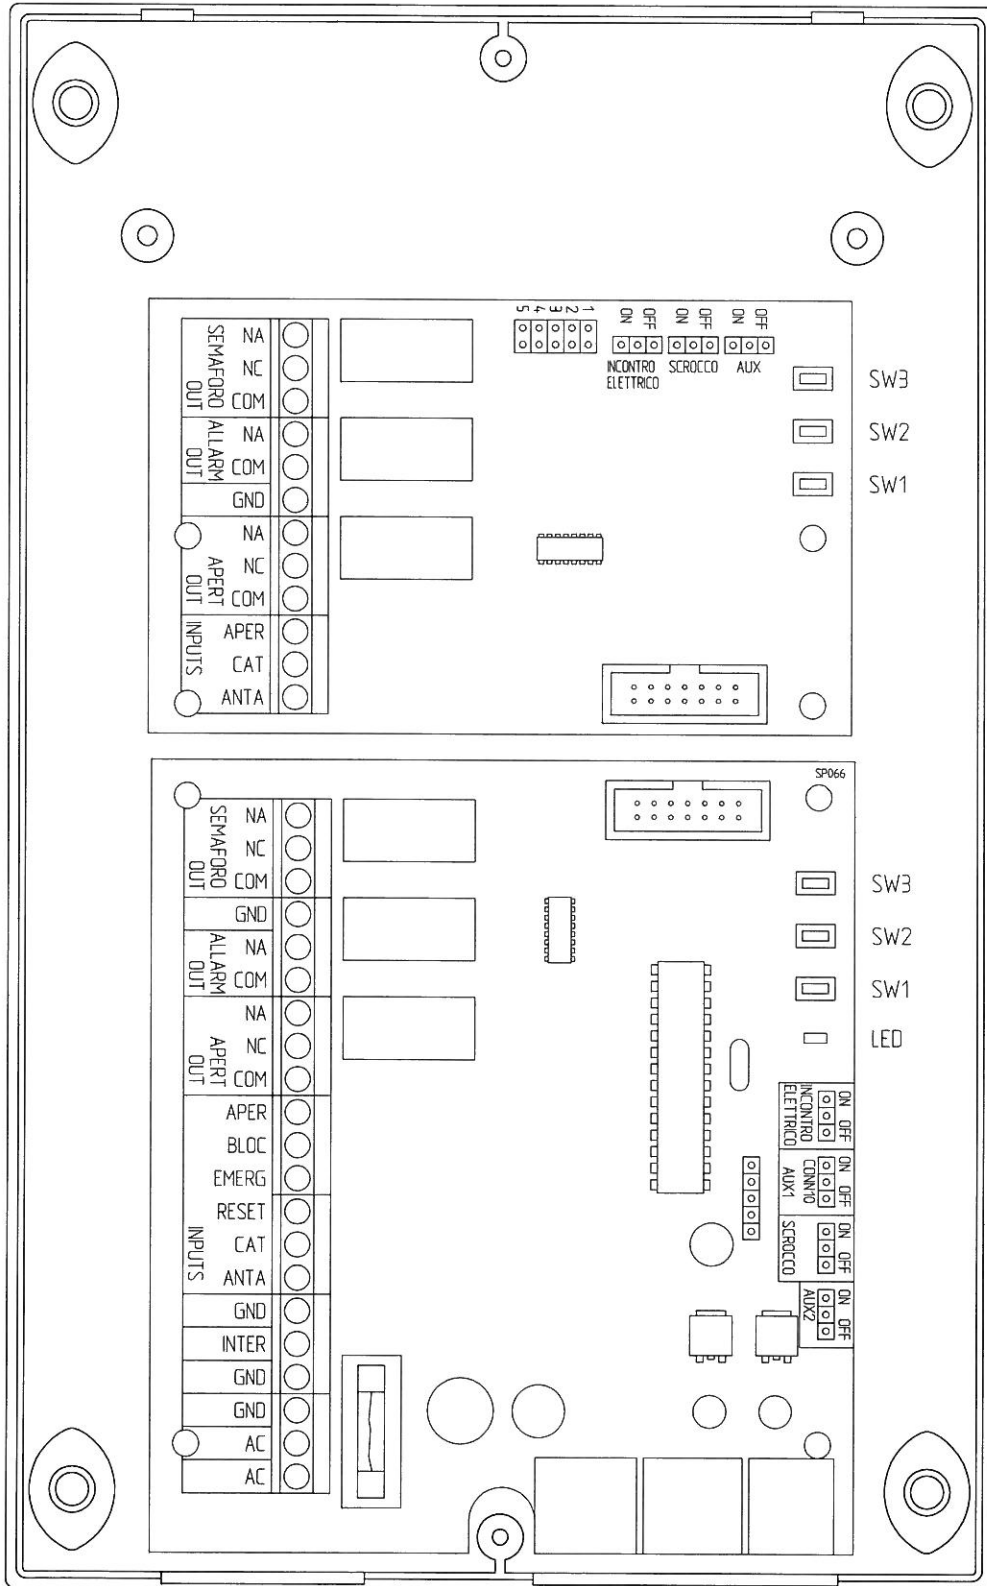 5 4 3 2 1
ON OFF
ON OFF
ON OFF
INCONTRO
ELETTRICO
SCROCCO
AUX
SW3
SW2
SW1
SEMAFORO
OUT
NA
NC
COM
ALLARM
OUT
NA
COM
GND
APERT
OUT
NA
NC
COM
INPUTS
APER
CAT
ANTA
SP066
SEMAFORO
OUT
NA
NC
COM
GND
ALLARM
OUT
NA
COM
APERT
OUT
NA
NC
COM
INPUTS
APER
BLOC
EMERG
RESET
CAT
ANTA
GND
INTER
GND
GND
AC
AC
SW3
SW2
SW1
LED
INCONTRO
ELETTRICO
ON OFF
CONN10
AUX1
ON OFF
SCROCCO
ON OFF
AUX2
ON OFF